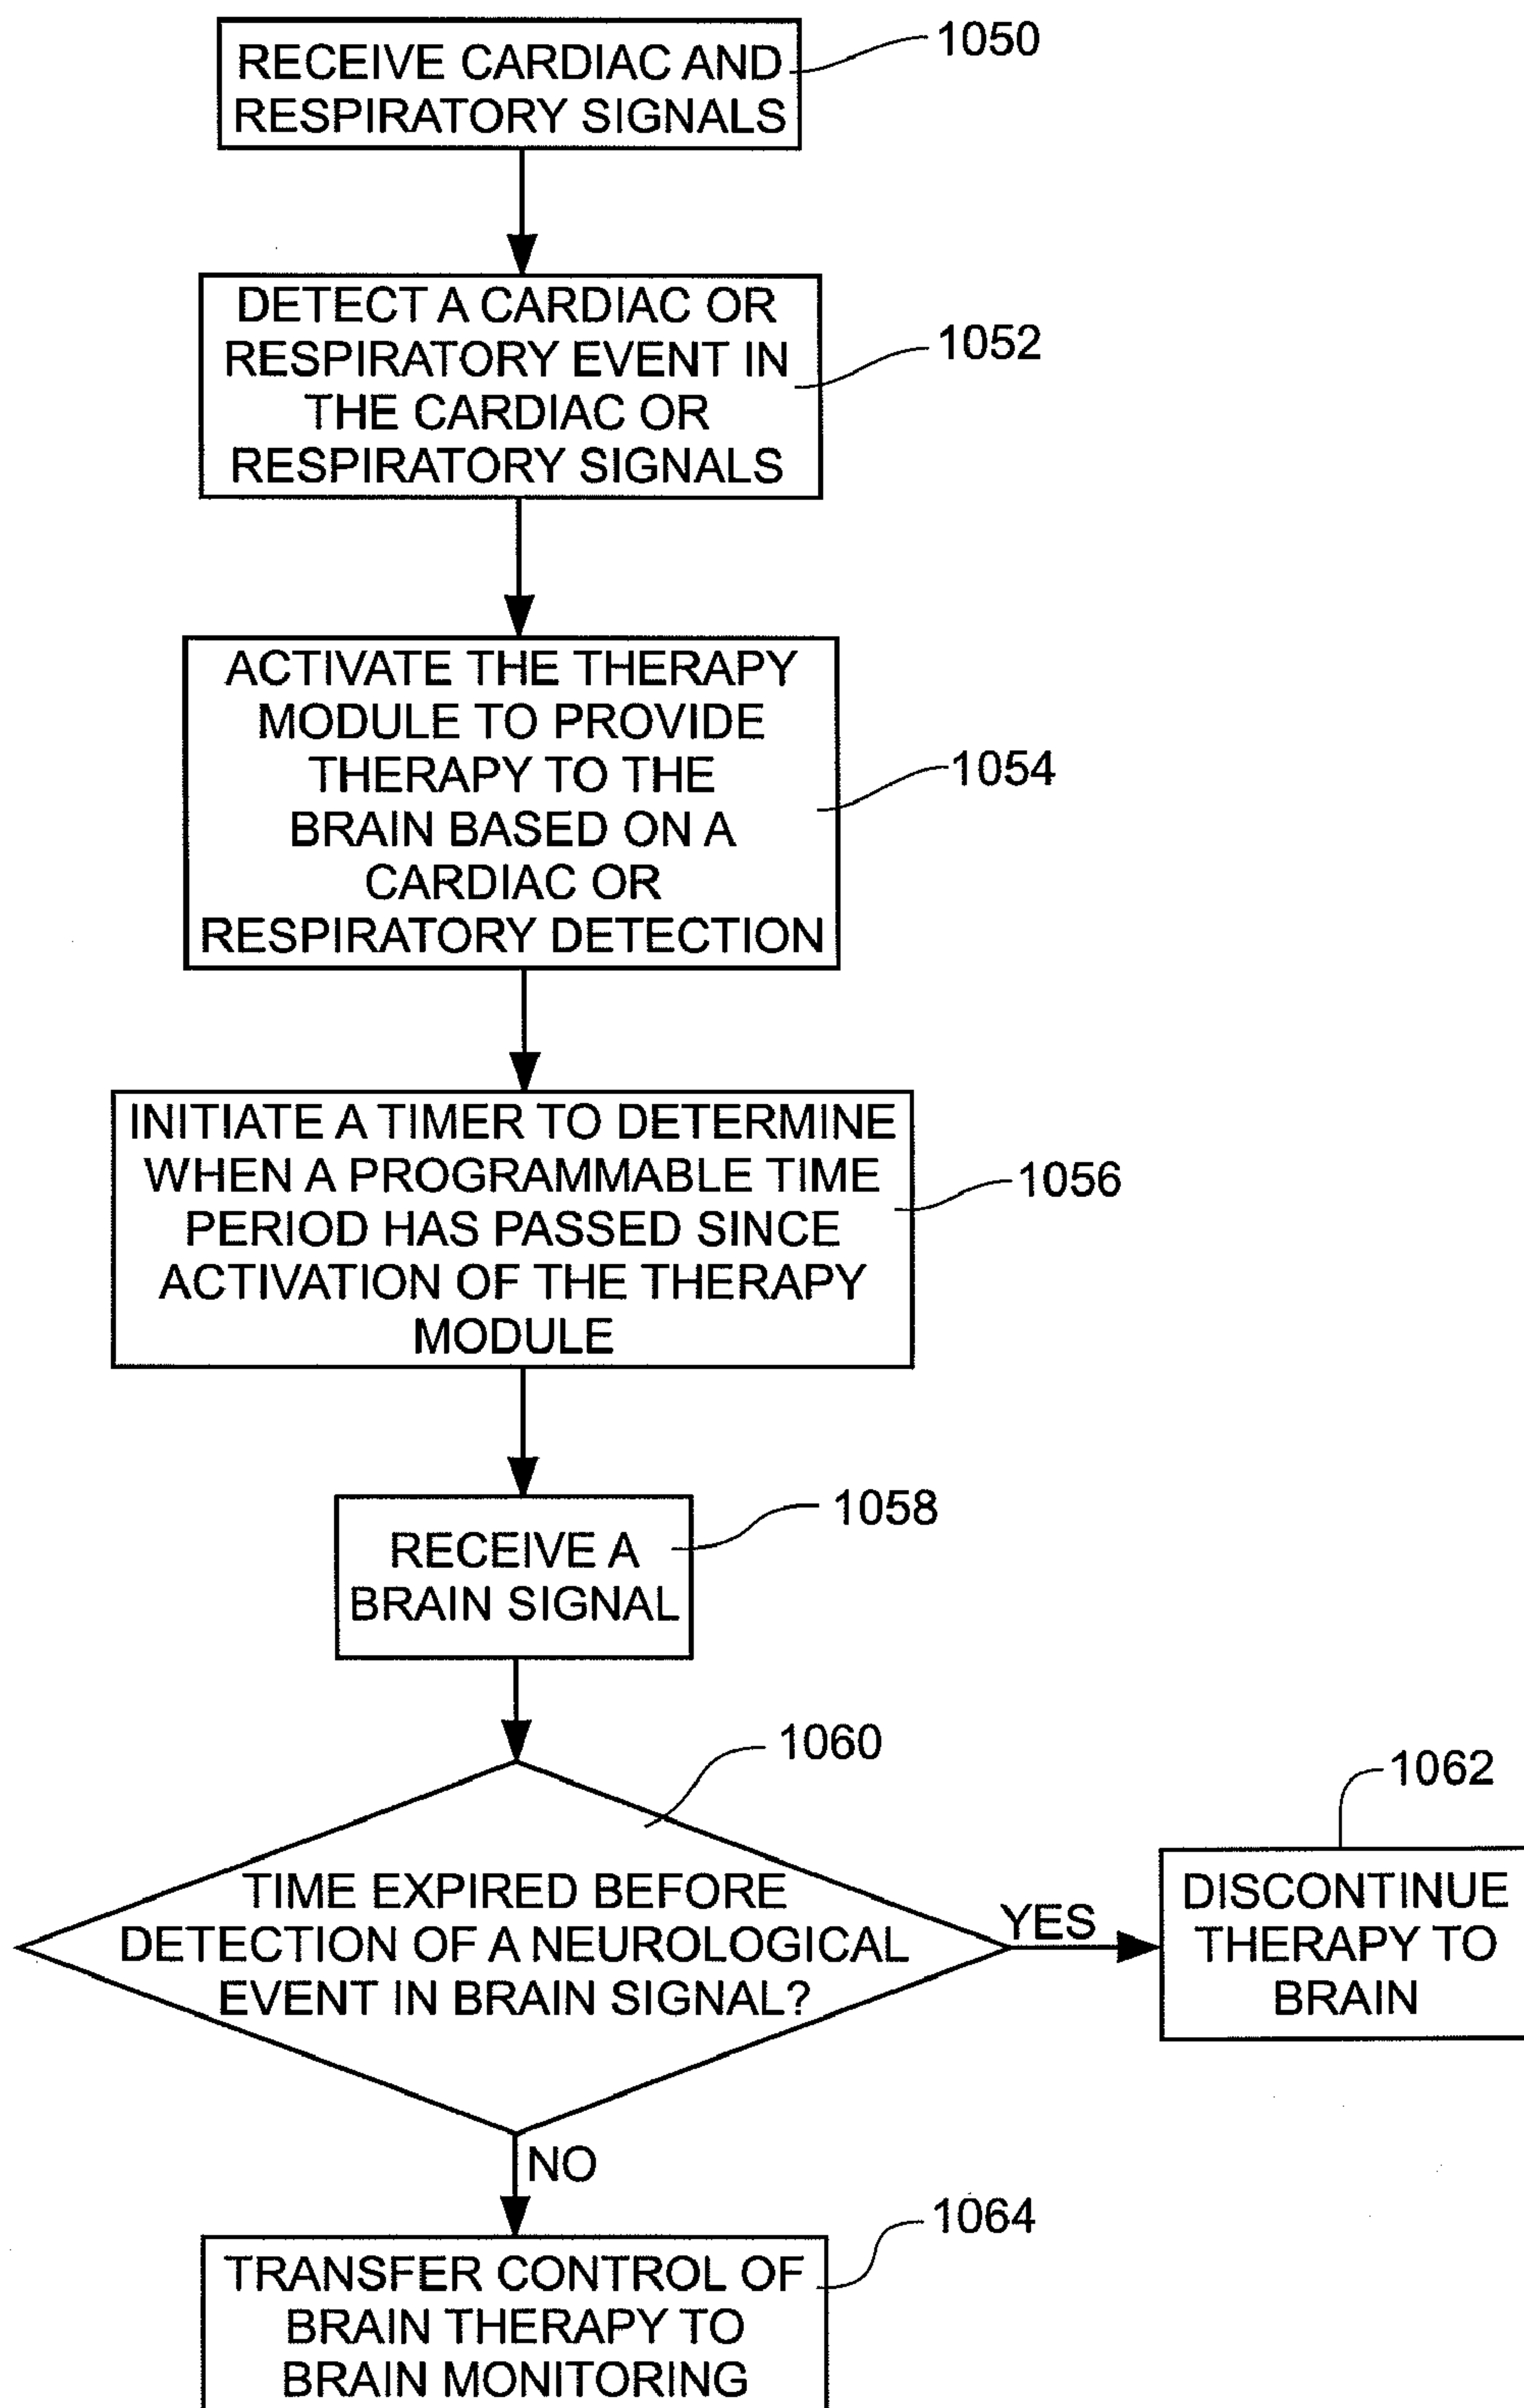 RECEIVE CARDIAC AND
RESPIRATORY SIGNALS
1050
DETECT A CARDIAC OR
RESPIRATORY EVENT IN
THE CARDIAC OR
RESPIRATORY SIGNALS
1052
ACTIVATE THE THERAPY
MODULE TO PROVIDE
THERAPY TO THE
BRAIN BASED ON A
CARDIAC OR
RESPIRATORY DETECTION
1054
INITIATE A TIMER TO DETERMINE
WHEN A PROGRAMMABLE TIME
PERIOD HAS PASSED SINCE
ACTIVATION OF THE THERAPY
MODULE
1056
RECEIVE A
BRAIN SIGNAL
1058
TIME EXPIRED BEFORE
DETECTION OF A NEUROLOGICAL
EVENT IN BRAIN SIGNAL?
1060
YES
DISCONTINUE
THERAPY TO
BRAIN
1062
NO
TRANSFER CONTROL OF
BRAIN THERAPY TO
BRAIN MONITORING
1064